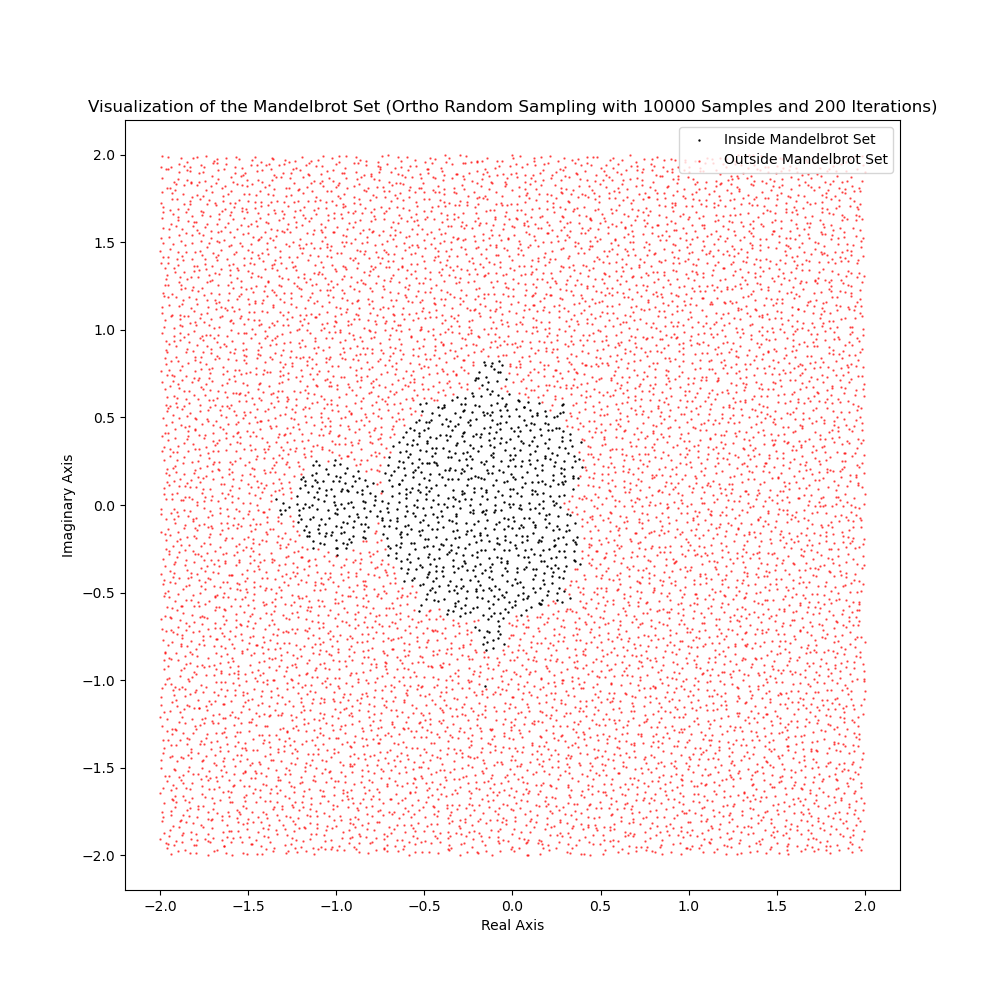 Visualization of the Mandelbrot Set (Ortho Random Sampling with 10000 Samples and 200 Iterations)
Inside Mandelbrot Set
Outside Mandelbrot Set
2.0
1.5
1.0
0.5
0.0
−0.5
−1.0
−1.5
−2.0
Imaginary Axis
−2.0 −1.5 −1.0 −0.5 0.0 0.5 1.0 1.5 2.0
Real Axis